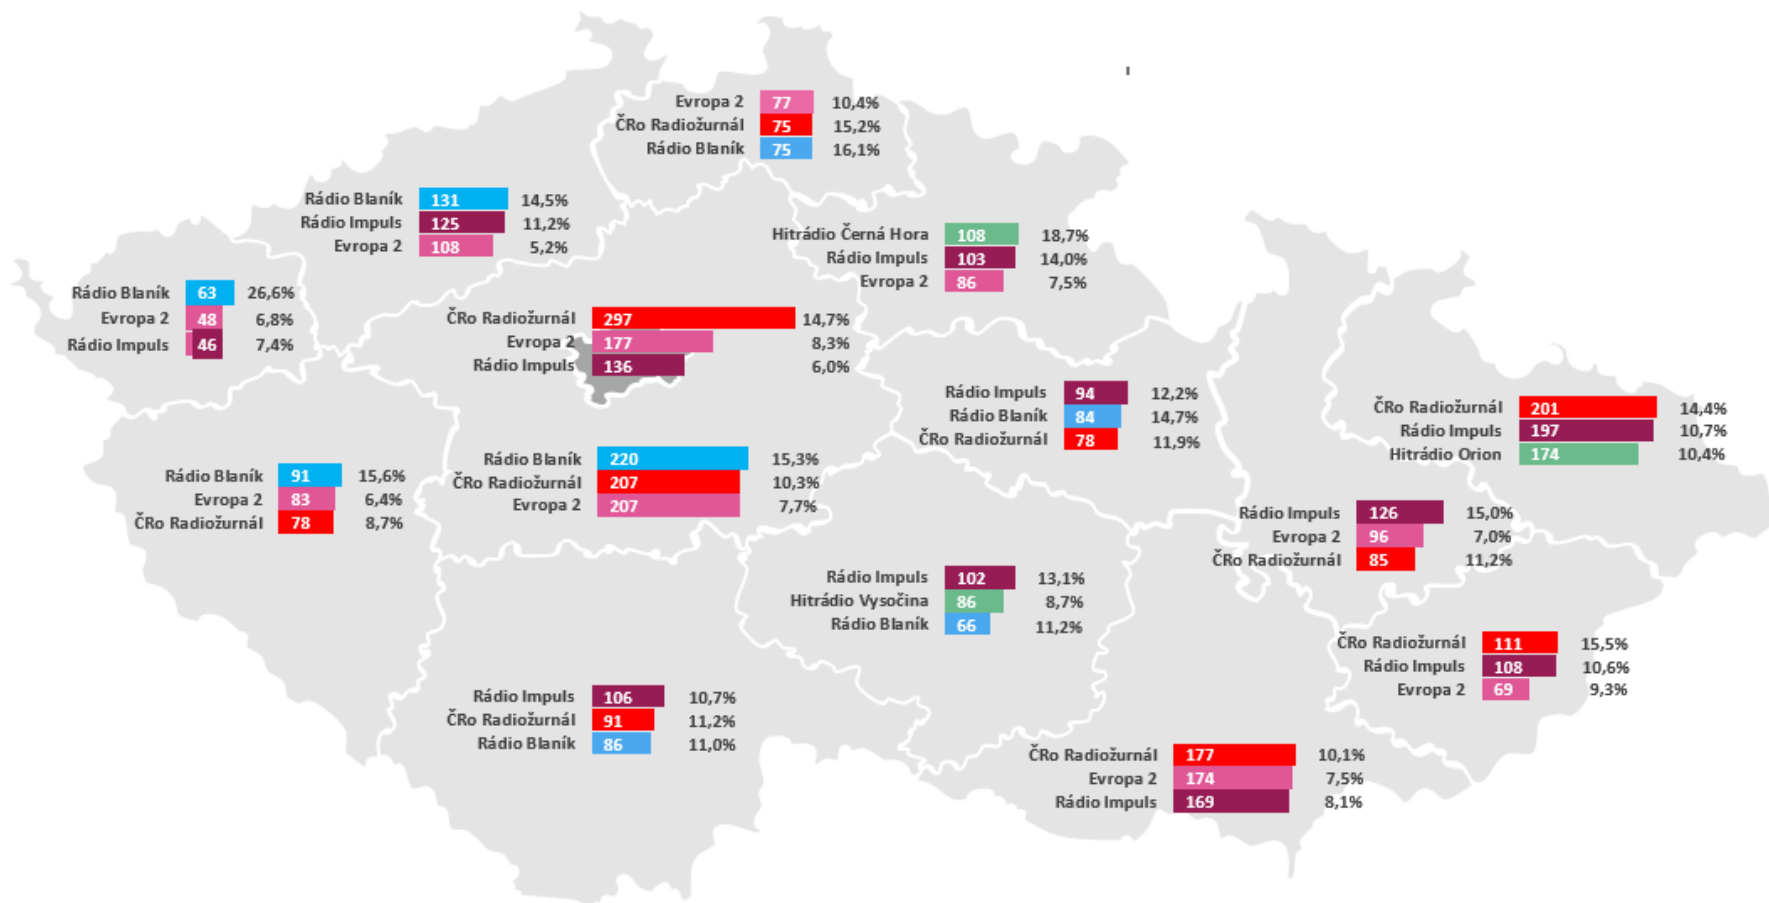 Evropa 2 77 10,4%
ČRo Radiožurnál 75 15,2%
Rádio Blaník 75 16,1%
Rádio Blaník 131 14,5%
Rádio Impuls 125 11,2%
Evropa 2 108 5,2%
Hitrádio Černá Hora 108 18,7%
Rádio Impuls 103 14,0%
Evropa 2 86 7,5%
Rádio Blaník 63 26,6%
Evropa 2 48 6,8%
Rádio Impuls 46 7,4%
ČRo Radiožurnál 297 14,7%
Evropa 2 177 8,3%
Rádio Impuls 136 6,0%
Rádio Impuls 94 12,2%
Rádio Blaník 84 14,7%
ČRo Radiožurnál 78 11,9%
ČRo Radiožurnál 201 14,4%
Rádio Impuls 197 10,7%
Hitrádio Orion 174 10,4%
Rádio Blaník 91 15,6%
Evropa 2 83 6,4%
ČRo Radiožurnál 78 8,7%
Rádio Blaník 220 15,3%
ČRo Radiožurnál 207 10,3%
Evropa 2 207 7,7%
Rádio Impuls 126 15,0%
Evropa 2 96 7,0%
ČRo Radiožurnál 85 11,2%
Rádio Impuls 102 13,1%
Hitrádio Vysočina 86 8,7%
Rádio Blaník 66 11,2%
ČRo Radiožurnál 111 15,5%
Rádio Impuls 108 10,6%
Evropa 2 69 9,3%
Rádio Impuls 106 10,7%
ČRo Radiožurnál 91 11,2%
Rádio Blaník 86 11,0%
ČRo Radiožurnál 177 10,1%
Evropa 2 174 7,5%
Rádio Impuls 169 8,1%